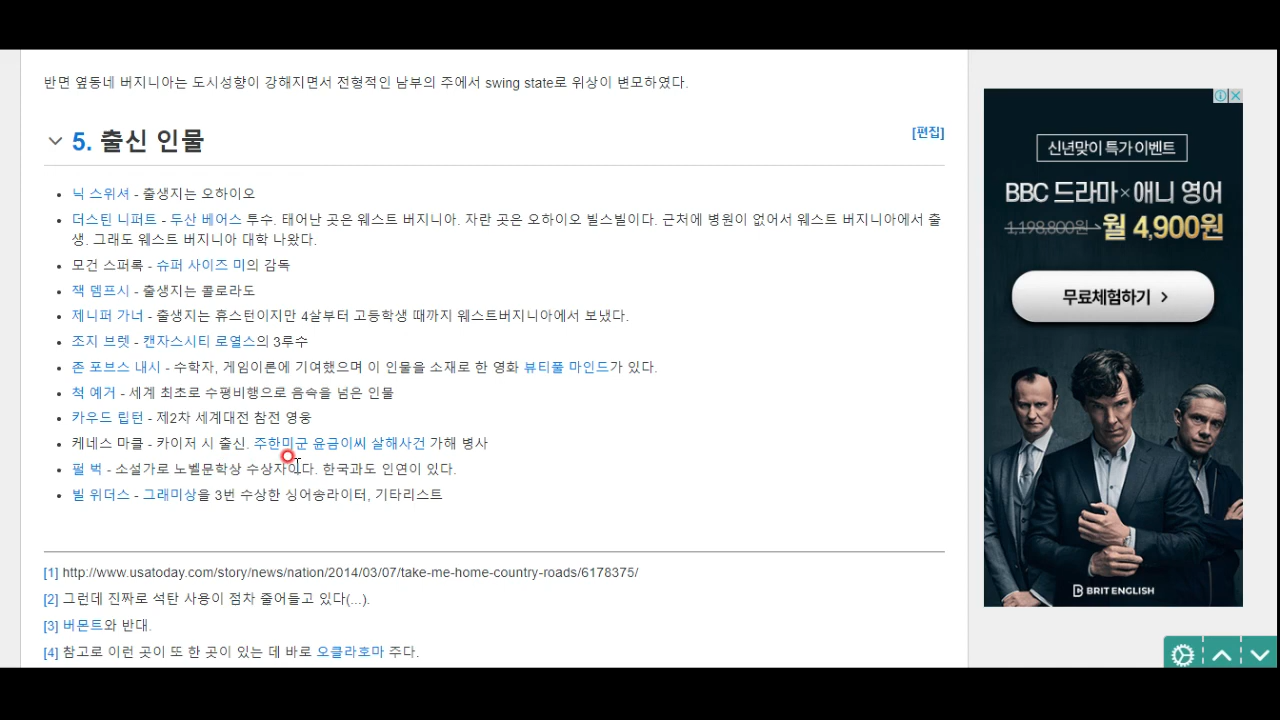 반면 옆동네 버지니아는 도시성향이 강해지면서 전형적인 남부의 주에서 swing state로 위상이 변모하였다.
5. 출신 인물
[편집]
닉 스위셔 - 출생지는 오하이오
더스틴 니퍼트 - 두산 베어스 투수. 태어난 곳은 웨스트 버지니아. 자란 곳은 오하이오 빌스빌이다. 근처에 병원이 없어서 웨스트 버지니아에서 출
생. 그래도 웨스트 버지니아 대학 나왔다.
모건 스퍼록 - 슈퍼 사이즈 미의 감독
잭 뎀프시 - 출생지는 콜로라도
제니퍼 가너 - 출생지는 휴스턴이지만 4살부터 고등학생 때까지 웨스트버지니아에서 보냈다.
조지 브렛 - 캔자스시티 로열스의 3루수
존 포브스 내시 - 수학자, 게임이론에 기여했으며 이 인물을 소재로 한 영화 뷰티풀 마인드가 있다.
척 예거 - 세계 최초로 수평비행으로 음속을 넘은 인물
카우드 립턴 - 제2차 세계대전 참전 영웅
케네스 마클 - 카이저 시 출신. 주한미군 윤금이씨 살해사건 가해 병사
펄 벅 - 소설가로 노벨문학상 수상자이다. 한국과도 인연이 있다.
빌 위더스 - 그래미상을 3번 수상한 싱어송라이터, 기타리스트
[1] http://www.usatoday.com/story/news/nation/2014/03/07/take-me-home-country-roads/6178375/
[2] 그런데 진짜로 석탄 사용이 점차 줄어들고 있다(...).
[3] 버몬트와 반대.
[4] 참고로 이런 곳이 또 한 곳이 있는 데 바로 오클라호마 주다.
신년맞이 특가 이벤트
BBC 드라마×애니 영어
1,198,800원→월 4,900원
무료체험하기 >
BRIT ENGLISH